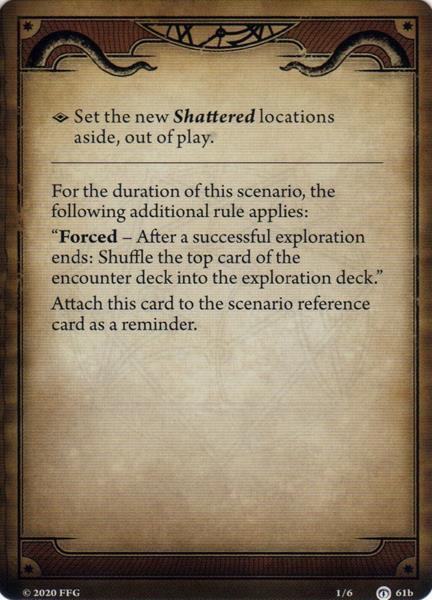 Set the new Shattered locations
aside, out of play.
For the duration of this scenario, the
following additional rule applies:
“Forced – After a successful exploration
ends: Shuffle the top card of the
encounter deck into the exploration deck.”
Attach this card to the scenario reference
card as a reminder.
© 2020 FFG 1/6 61b